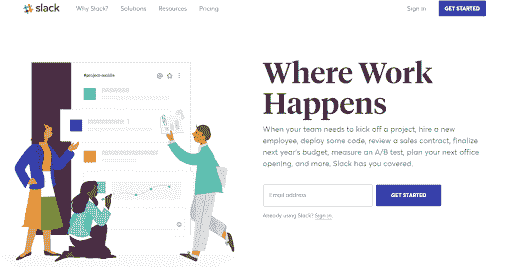 slack
Why Slack?
Solutions
Resources
Pricing
Sign in
GET STARTED
Where Work
Happens
When your team needs to kick off a project, hire a new
employee, deploy some code, review a sales contract, finalize
next year's budget, measure an A/B test, plan your next office
opening, and more, Slack has you covered.
Email address
GET STARTED
Already using Slack? Sign in.